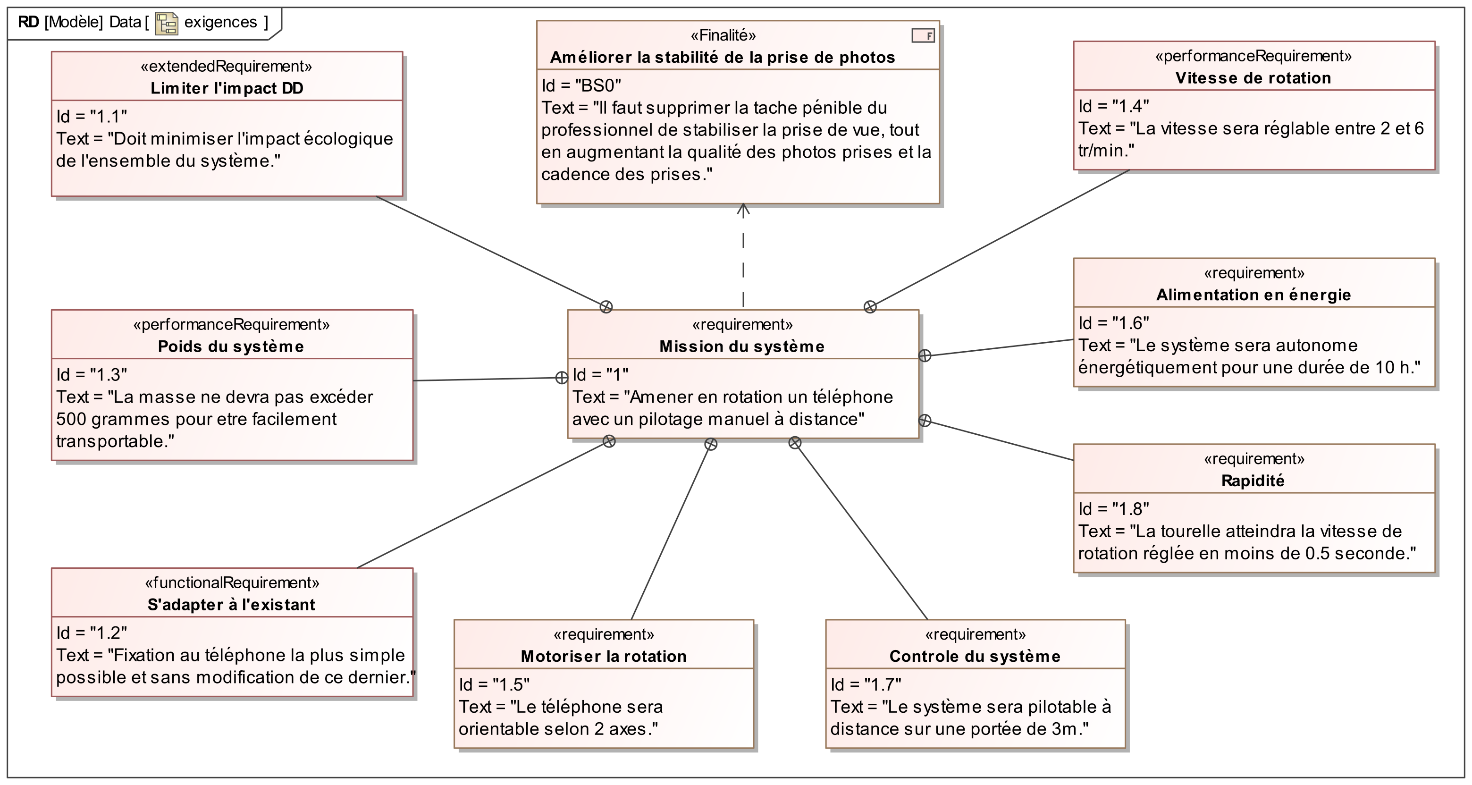 RD [Modèle] Data [ exigences ]
«extendedRequirement»
Limiter l'impact DD
Id = "1.1"
Text = "Doit minimiser l'impact écologique
de l'ensemble du système."
«Finalité»
F
Améliorer la stabilité de la prise de photos
Id = "BS0"
Text = "Il faut supprimer la tache pénible du
professionnel de stabiliser la prise de vue, tout
en augmentant la qualité des photos prises et la
cadence des prises."
«performanceRequirement»
Vitesse de rotation
Id = "1.4"
Text = "La vitesse sera réglable entre 2 et 6
tr/min."
«performanceRequirement»
Poids du système
Id = "1.3"
Text = "La masse ne devra pas excéder
500 grammes pour etre facilement
transportable."
«requirement»
Mission du système
Id = "1"
Text = "Amener en rotation un téléphone
avec un pilotage manuel à distance"
«requirement»
Alimentation en énergie
Id = "1.6"
Text = "Le système sera autonome
énergétiquement pour une durée de 10 h."
«requirement»
Rapidité
Id = "1.8"
Text = "La tourelle atteindra la vitesse de
rotation réglée en moins de 0.5 seconde."
«functionalRequirement»
S'adapter à l'existant
Id = "1.2"
Text = "Fixation au téléphone la plus simple
possible et sans modification de ce dernier."
«requirement»
Motoriser la rotation
Id = "1.5"
Text = "Le téléphone sera
orientable selon 2 axes."
«requirement»
Controle du système
Id = "1.7"
Text = "Le système sera pilotable à
distance sur une portée de 3m."